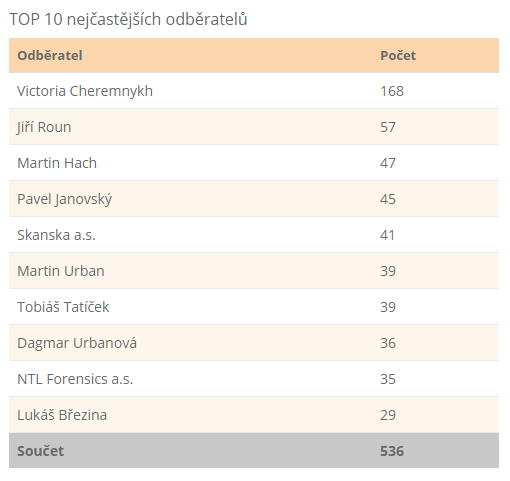 TOP 10 nejčastějších odběratelů
Odběratel Počet
Victoria Cheremnykh 168
Jiří Roun 57
Martin Hach 47
Pavel Janovský 45
Skanska a.s. 41
Martin Urban 39
Tobiáš Tatíček 39
Dagmar Urbanová 36
NTL Forensics a.s. 35
Lukáš Březina 29
Součet 536